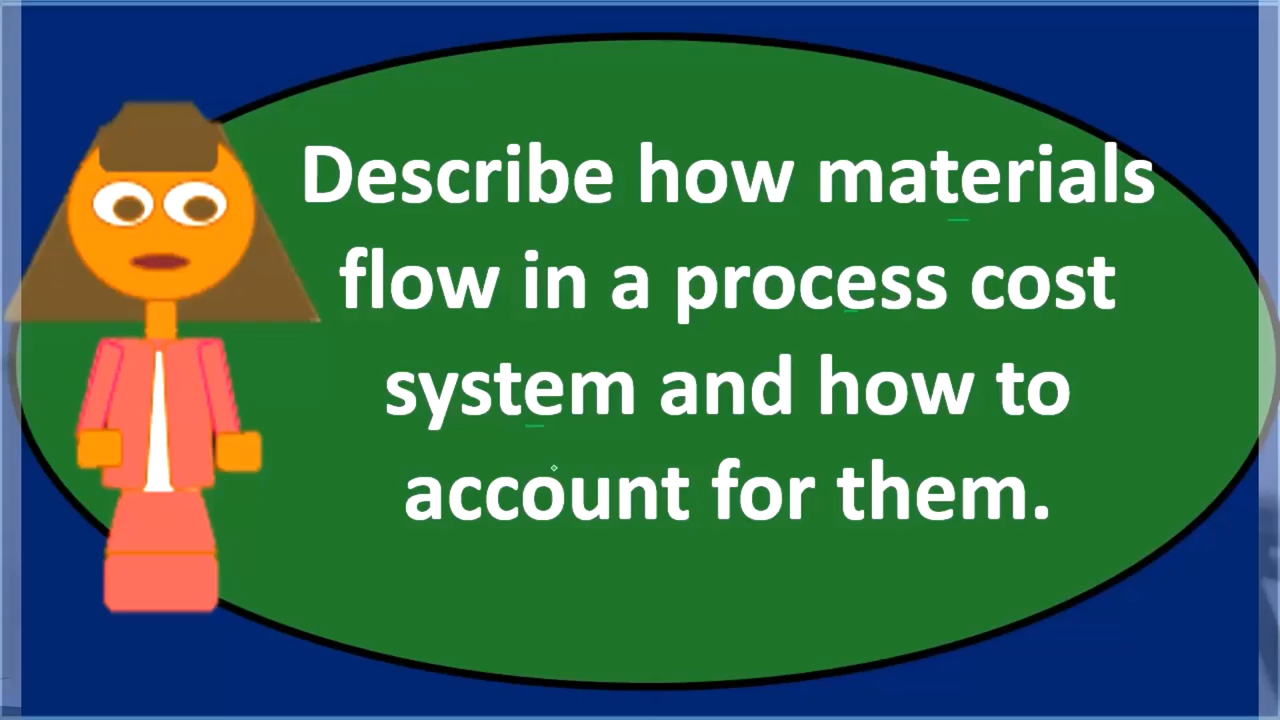 Describe how materials
flow in a process cost
system and how to
account for them.